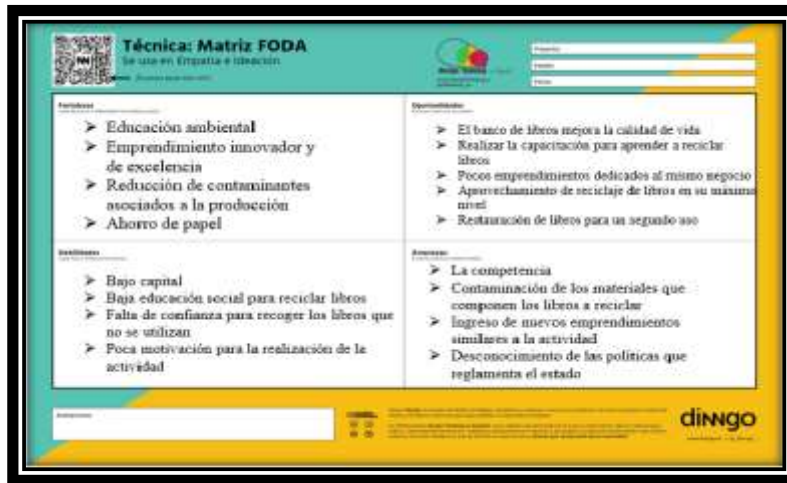 Técnica: Matriz FODA
Se usa en Empatía e Ideación
Fortalezas
➢ Educación ambiental
➢ Emprendimiento innovador y
de excelencia
➢ Reducción de contaminantes
asociados a la producción
➢ Ahorro de papel
Oportunidades
➢ El banco de libros mejora la calidad de vida
➢ Realizar la capacitación para aprender a reciclar
libros
➢ Pocos emprendimientos dedicados al mismo negocio
➢ Aprovechamiento de reciclaje de libros en su máximo
nivel
➢ Restauración de libros para un segundo uso
Debilidades
➢ Bajo capital
➢ Baja educación social para reciclar libros
➢ Falta de confianza para recoger los libros que
no se utilizan
➢ Poca motivación para la realización de la
actividad
Amenazas
➢ La competencia
➢ Contaminación de los materiales que
componen los libros a reciclar
➢ Ingreso de nuevos emprendimientos
similares a la actividad
➢ Desconocimiento de las políticas que
reglamenta el estado
dinngo